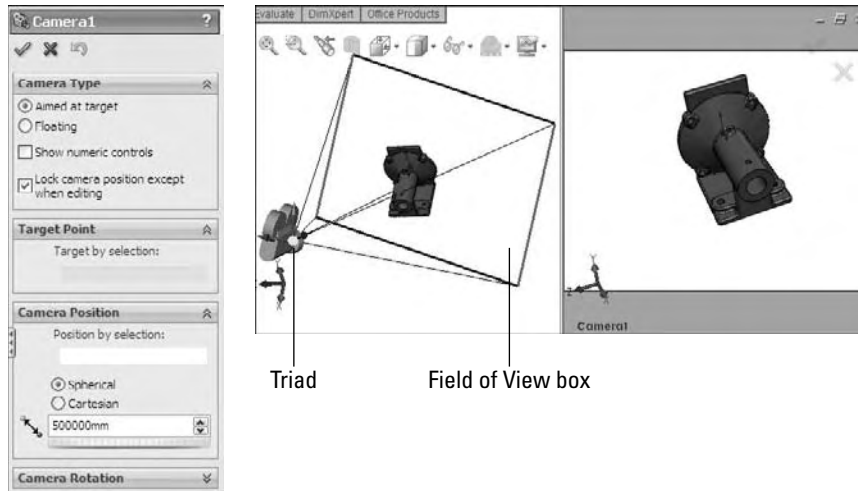 Camera1 ?
Camera Type
Aimed at target
Floating
Show numeric controls
Lock camera position except
when editing
Target Point
Target by selection:
Camera Position
Position by selection:
Spherical
Cartesian
500000mm
Camera Rotation
Evaluate DimXpert Office Products
Camera1
Triad
Field of View box